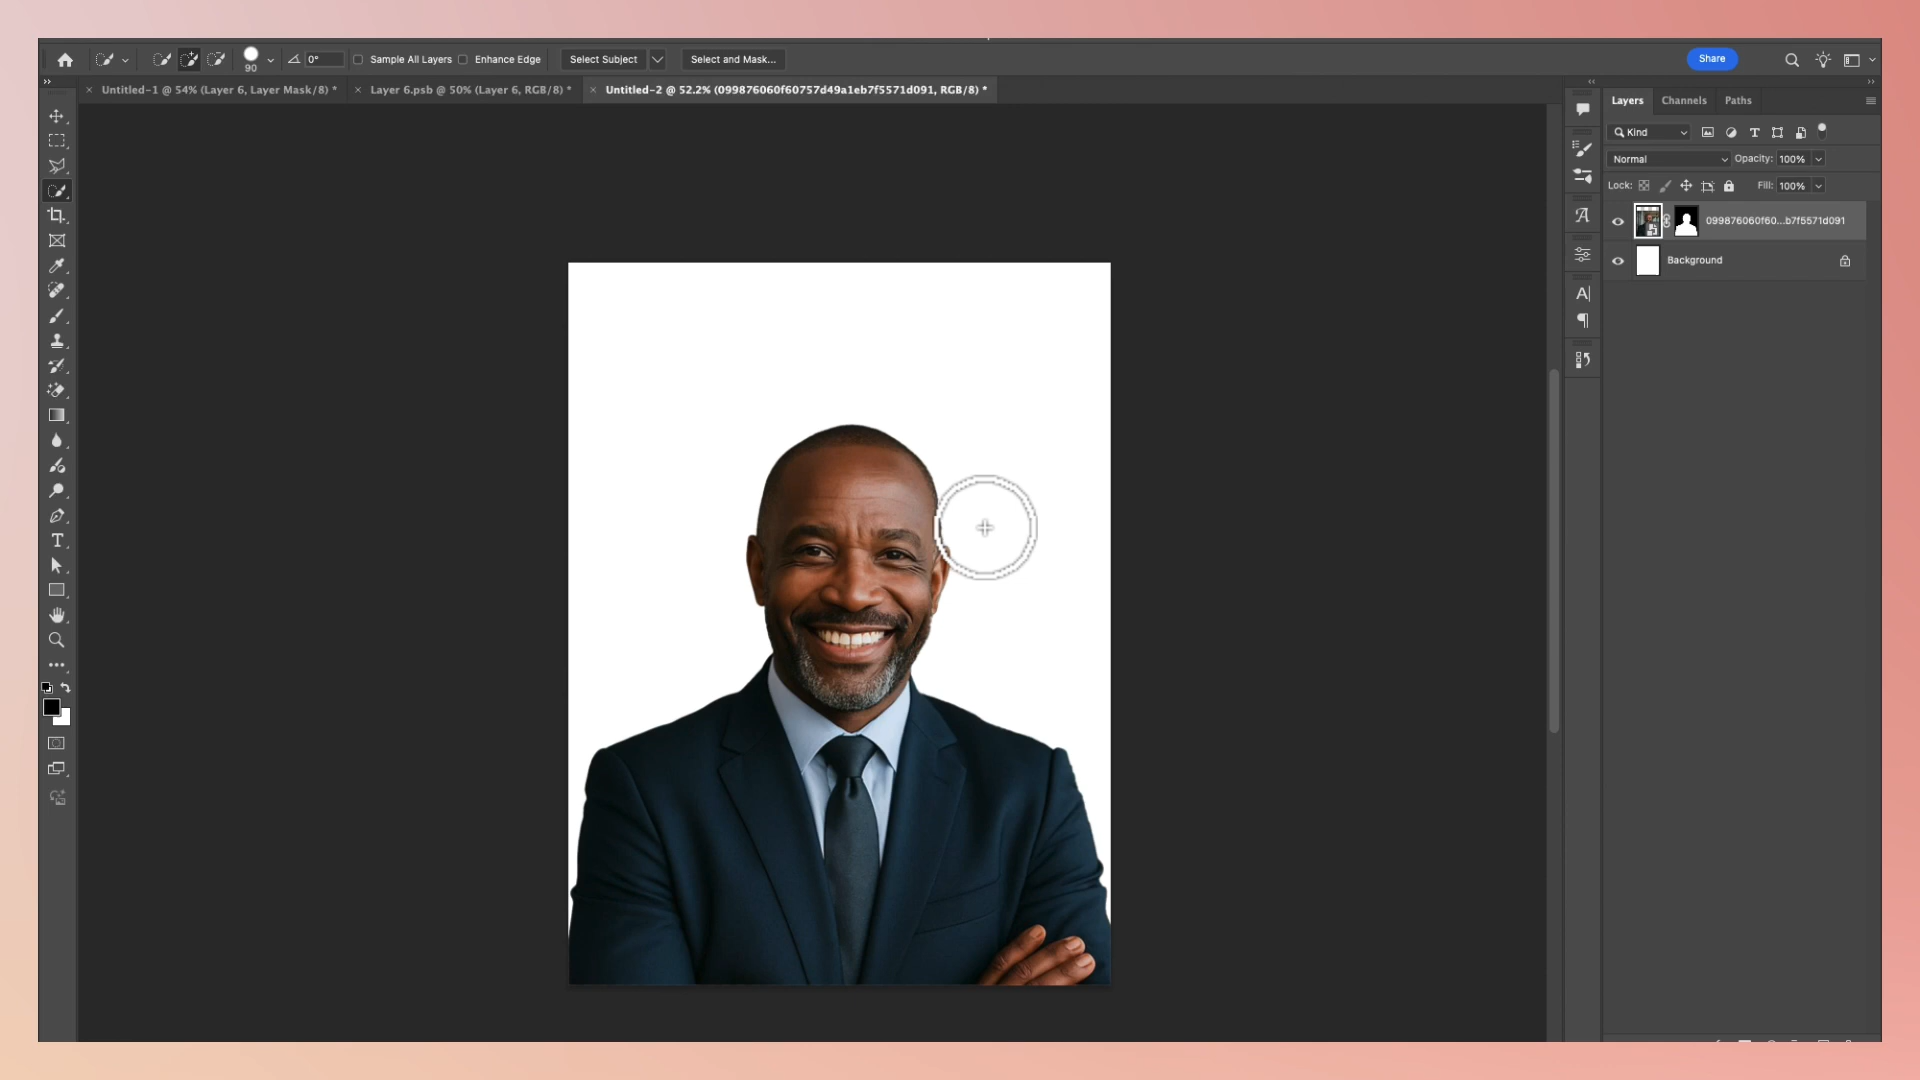 90
0°
Sample All Layers
Enhance Edge
Select Subject
Select and Mask...
Share
Untitled-1 @ 54% (Layer 6, Layer Mask/8) *
Layer 6.psb @ 50% (Layer 6, RGB/8) *
Untitled-2 @ 52.2% (099876060f60757d49a1eb7f5571d091, RGB/8) *
Layers
Channels
Paths
Kind
Normal
Opacity: 100%
Lock:
Fill: 100%
099876060f60...b7f5571d091
Background